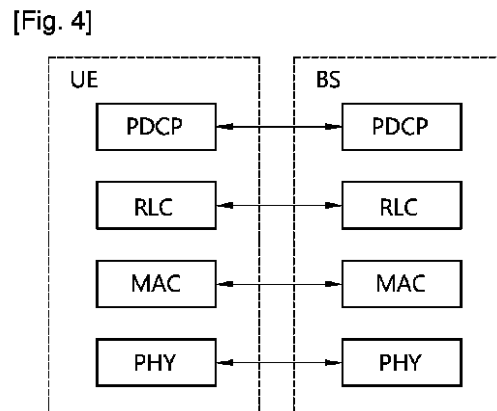 [Fig. 4]
UE BS
PDCP PDCP
RLC RLC
MAC MAC
PHY PHY